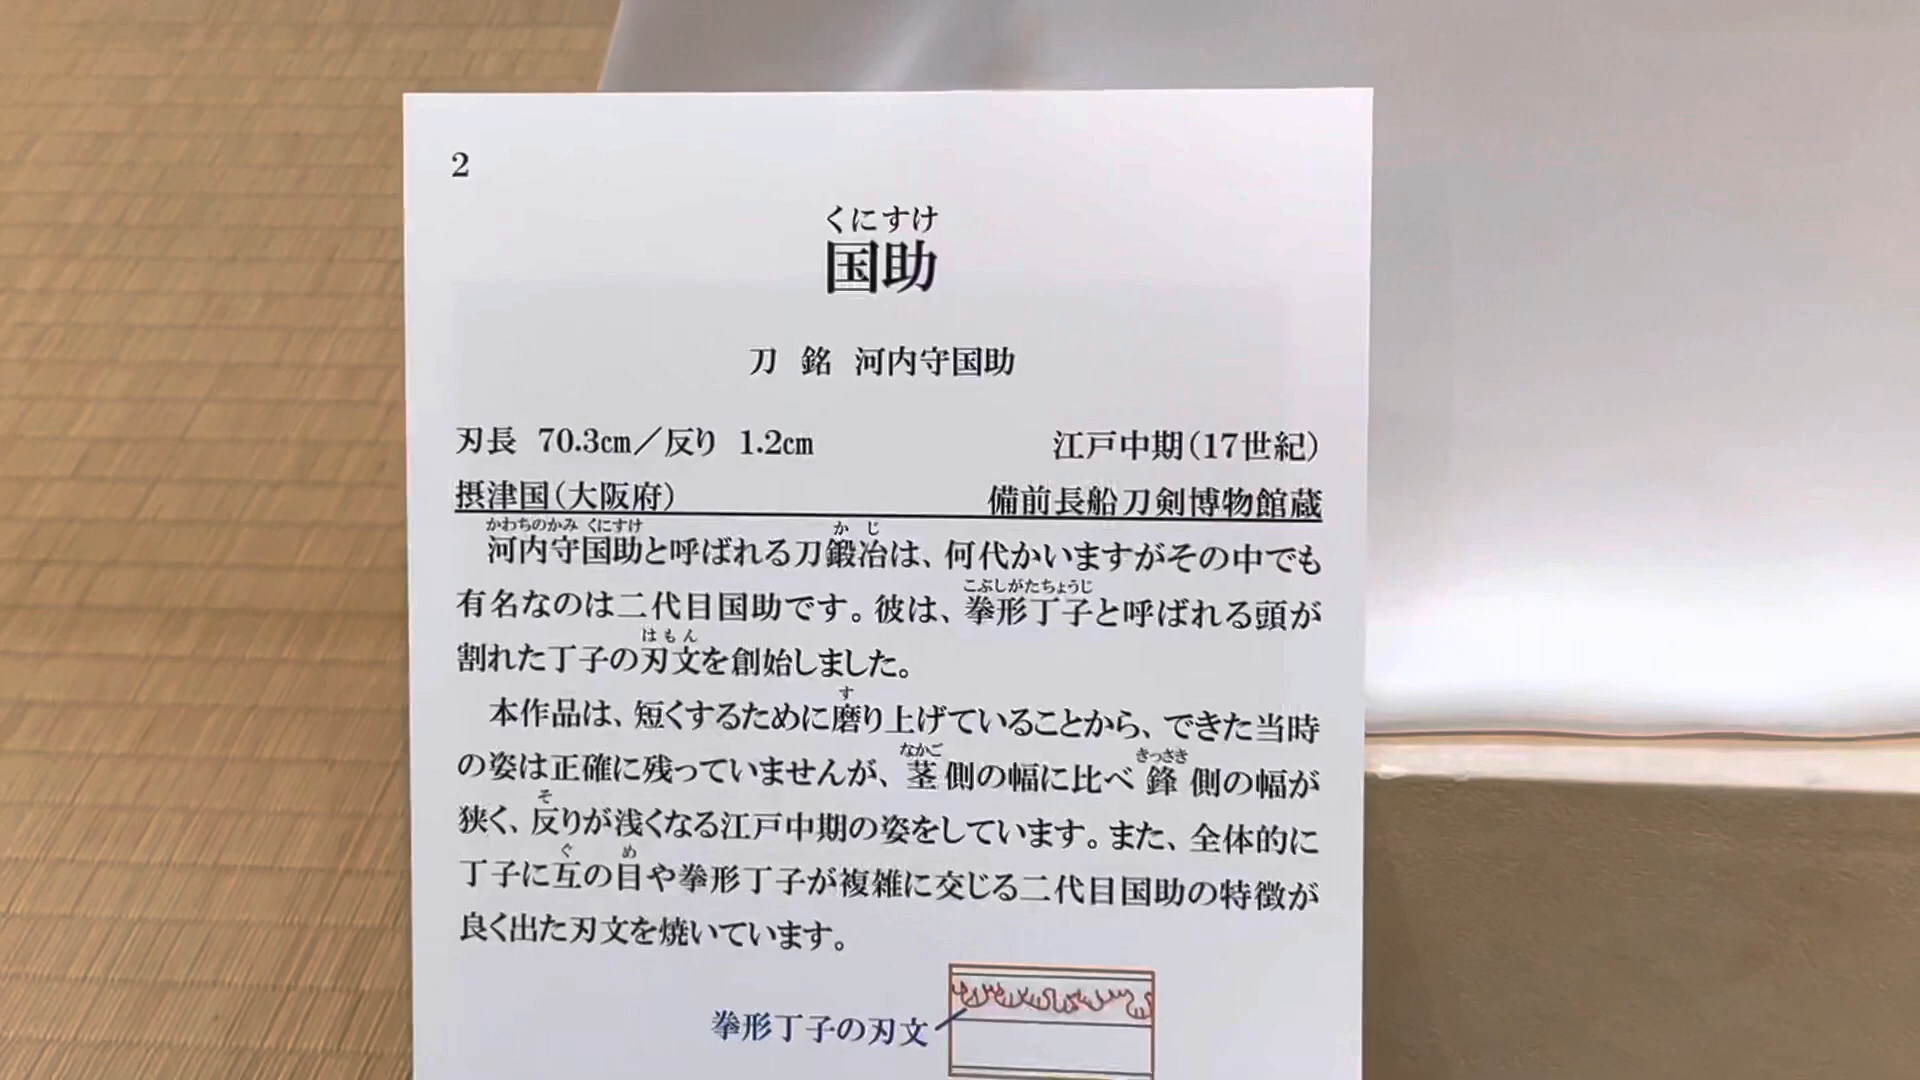 2
くにすけ
国助
刀 銘 河内守国助
刃長 70.3cm／反り 1.2cm 江戸中期（17世紀）
摂津国（大阪府） 備前長船刀剣博物館蔵
かわちのかみ くにすけ かじ
河内守国助と呼ばれる刀鍛冶は、何代かいますがその中でも
こぶしがたちょうじ
有名なのは二代目国助です。彼は、拳形丁子と呼ばれる頭が
はもん
割れた丁子の刃文を創始しました。
す
本作品は、短くするために磨り上げていることから、できた当時
なかご きっさき
の姿は正確に残っていませんが、茎側の幅に比べ鋒側の幅が
そ
狭く、反りが浅くなる江戸中期の姿をしています。また、全体的に
ぐ め
丁子に互の目や拳形丁子が複雑に交じる二代目国助の特徴が
良く出た刃文を焼いています。
拳形丁子の刃文